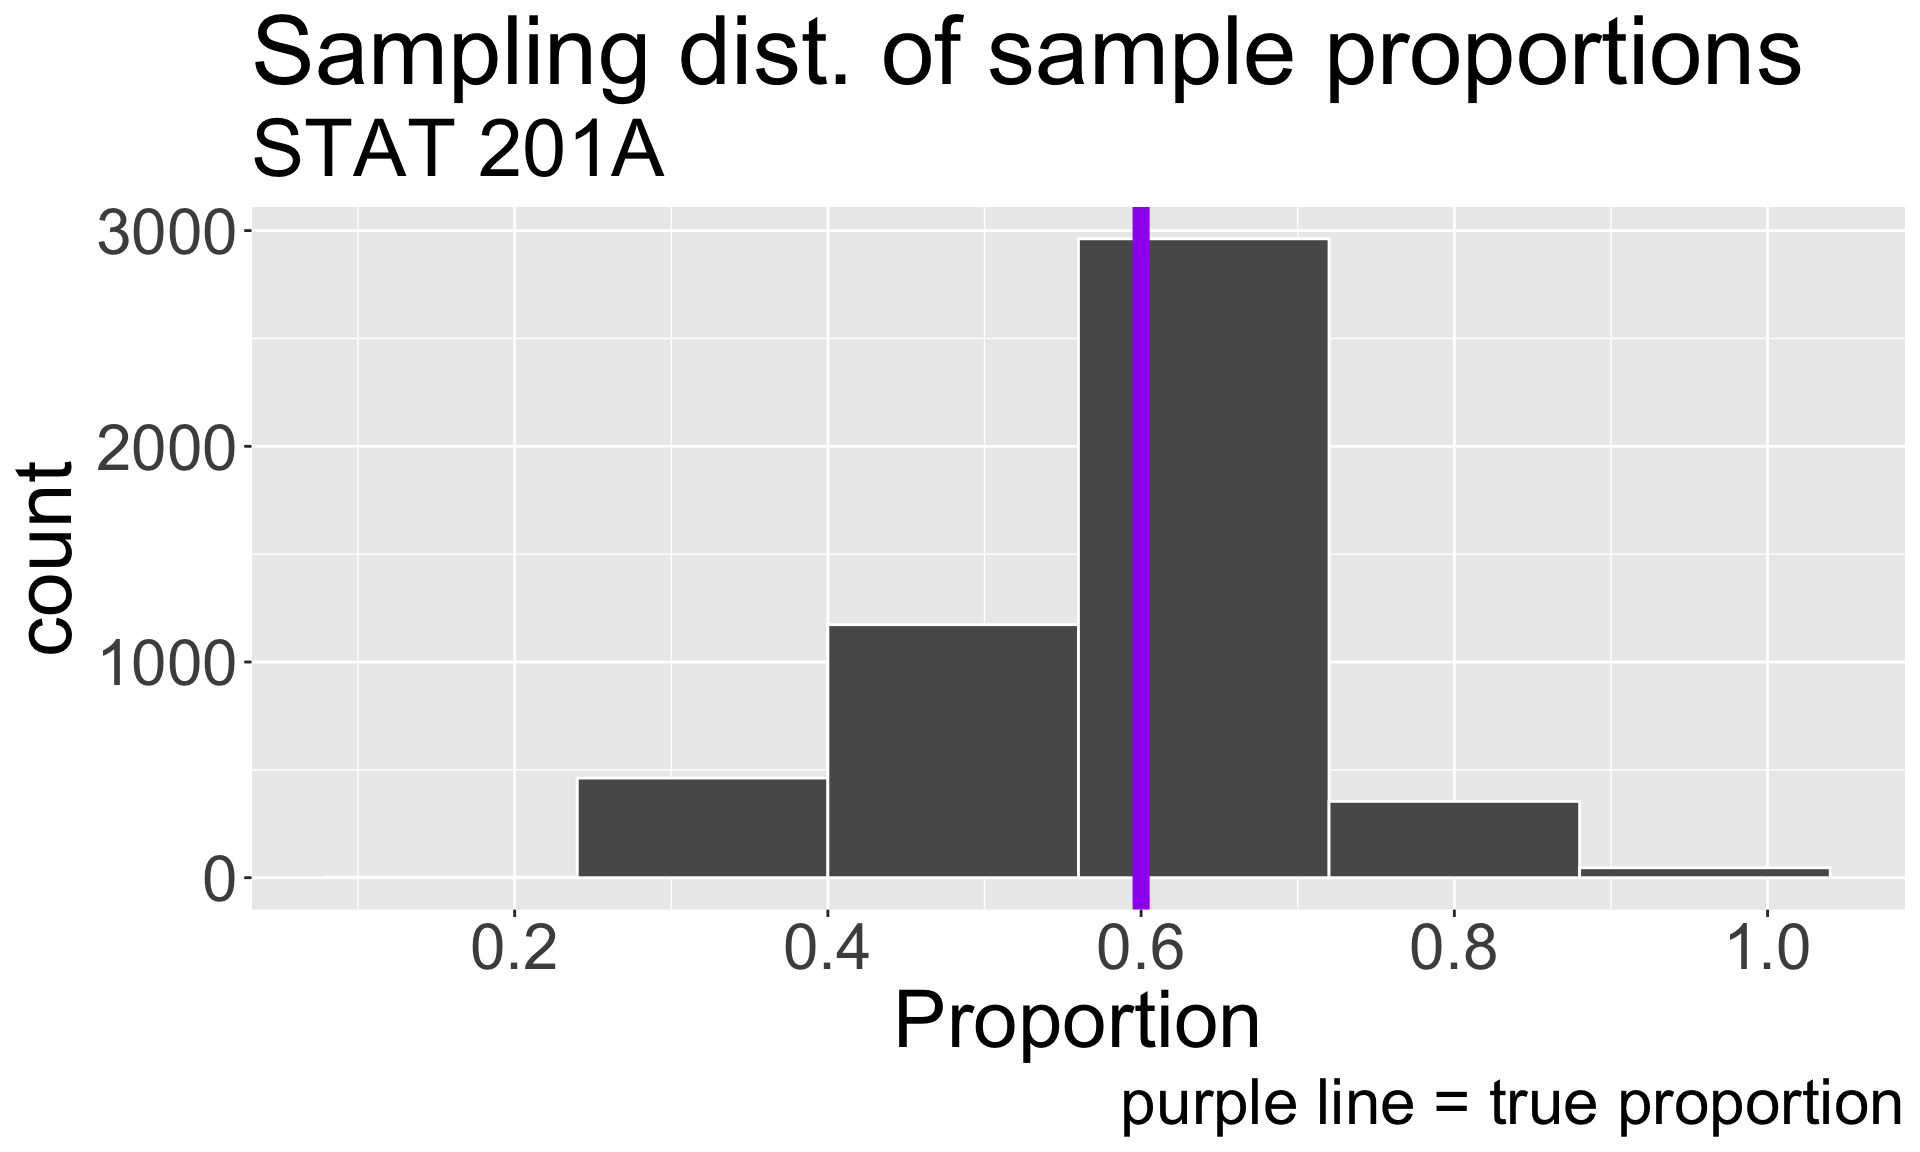 Sampling dist. of sample proportions
STAT 201A
3000
2000
1000
0
count
0.2 0.4 0.6 0.8 1.0
Proportion
purple line = true proportion